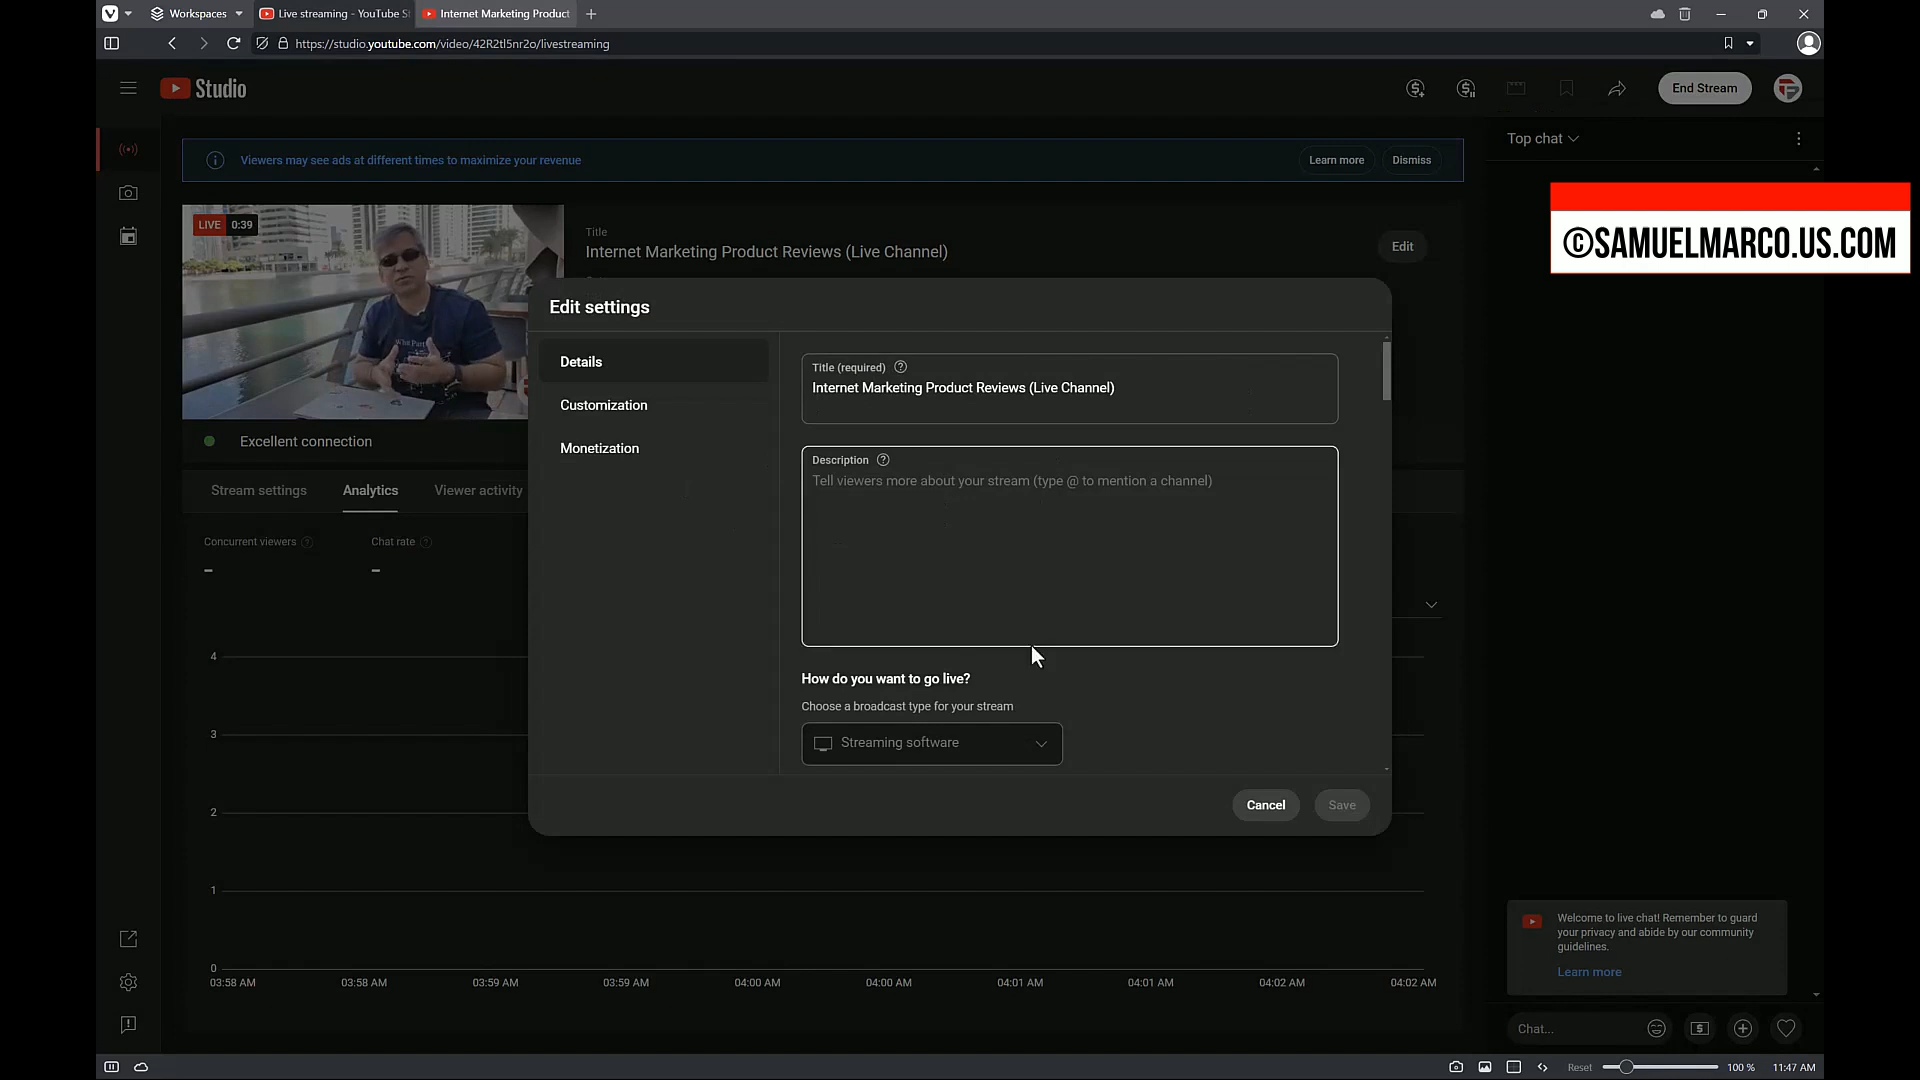 Workspaces
Live streaming - YouTube S
Internet Marketing Product
https://studio.youtube.com/video/42R2tl5nr2o/livestreaming
Studio
End Stream
Viewers may see ads at different times to maximize your revenue
Learn more
Dismiss
Top chat
©SAMUELMARCO.US.COM
LIVE 0:39
Title
Internet Marketing Product Reviews (Live Channel)
Edit
Edit settings
Details
Customization
Monetization
Title (required)
Internet Marketing Product Reviews (Live Channel)
Description
Tell viewers more about your stream (type @ to mention a channel)
How do you want to go live?
Choose a broadcast type for your stream
Streaming software
Cancel
Save
Excellent connection
Stream settings
Analytics
Viewer activity
Concurrent viewers
Chat rate
–
–
4
3
2
1
0
03:58 AM
03:58 AM
03:59 AM
03:59 AM
04:00 AM
04:00 AM
04:01 AM
04:01 AM
04:02 AM
04:02 AM
Welcome to live chat! Remember to guard
your privacy and abide by our community
guidelines.
Learn more
Chat...
Reset
100 %
11:47 AM